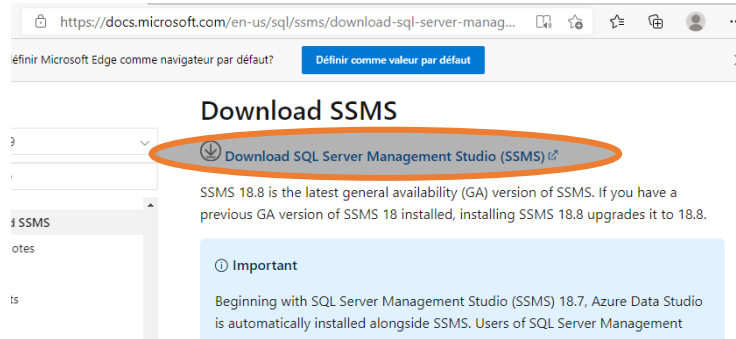 https://docs.microsoft.com/en-us/sql/ssms/download-sql-server-manag...
éfinir Microsoft Edge comme navigateur par défaut? Définir comme valeur par défaut
Download SSMS
Download SQL Server Management Studio (SSMS)
SSMS 18.8 is the latest general availability (GA) version of SSMS. If you have a
previous GA version of SSMS 18 installed, installing SSMS 18.8 upgrades it to 18.8.
SSMS
otes
ts
Important
Beginning with SQL Server Management Studio (SSMS) 18.7, Azure Data Studio
is automatically installed alongside SSMS. Users of SQL Server Management